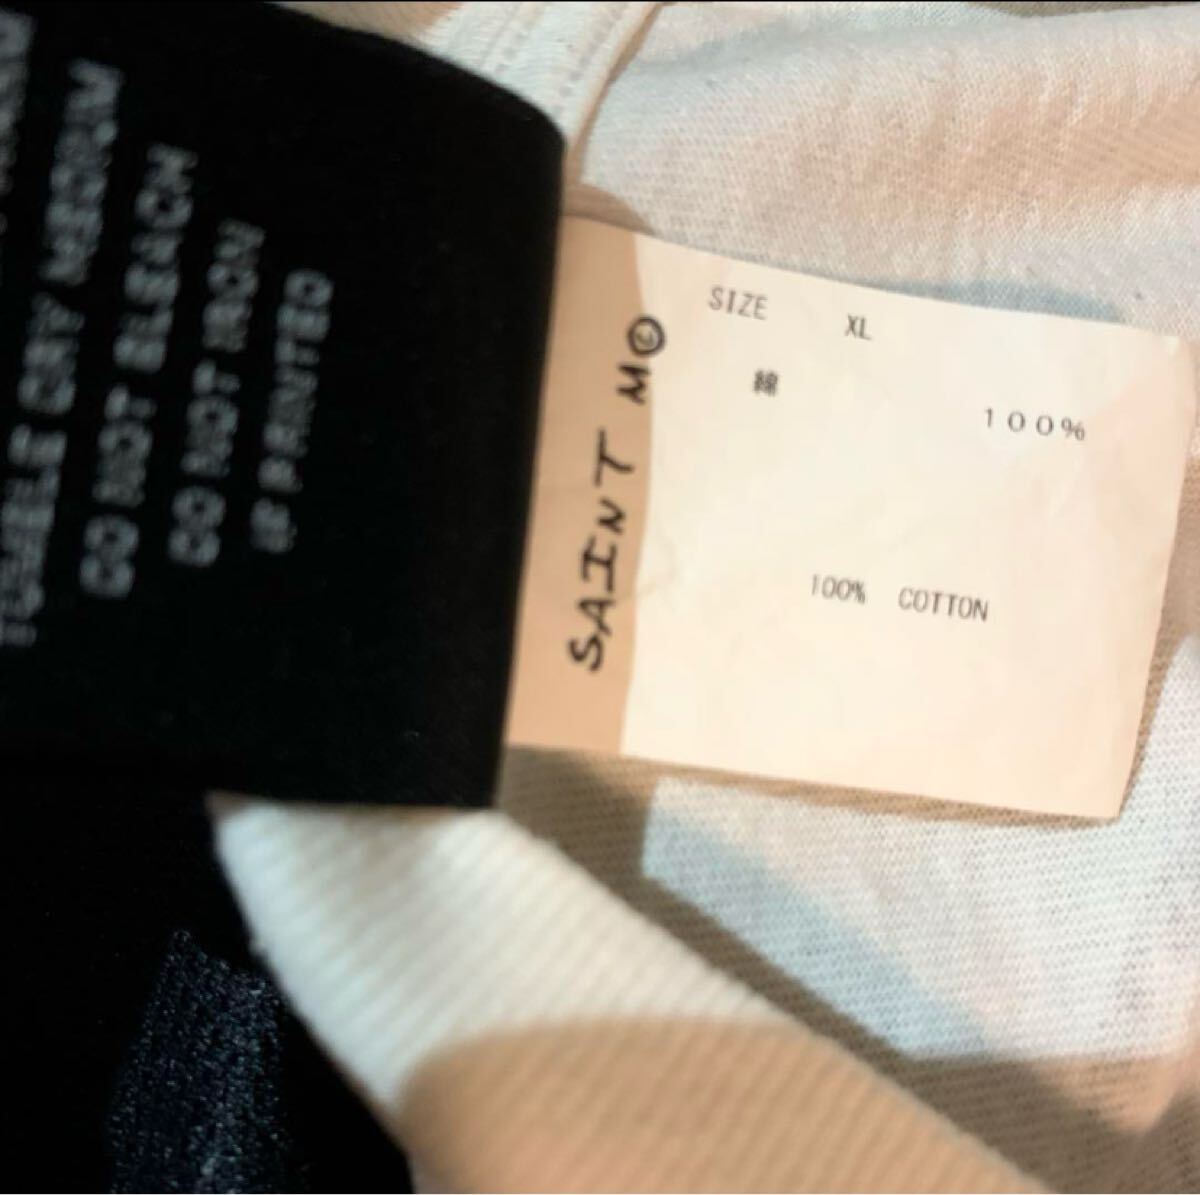 TUMBLE DRY MEDIUM
DO NOT BLEACH
DO NOT IRON
IF PRINTED
SAINT M©
SIZE XL
綿 100%
100% COTTON